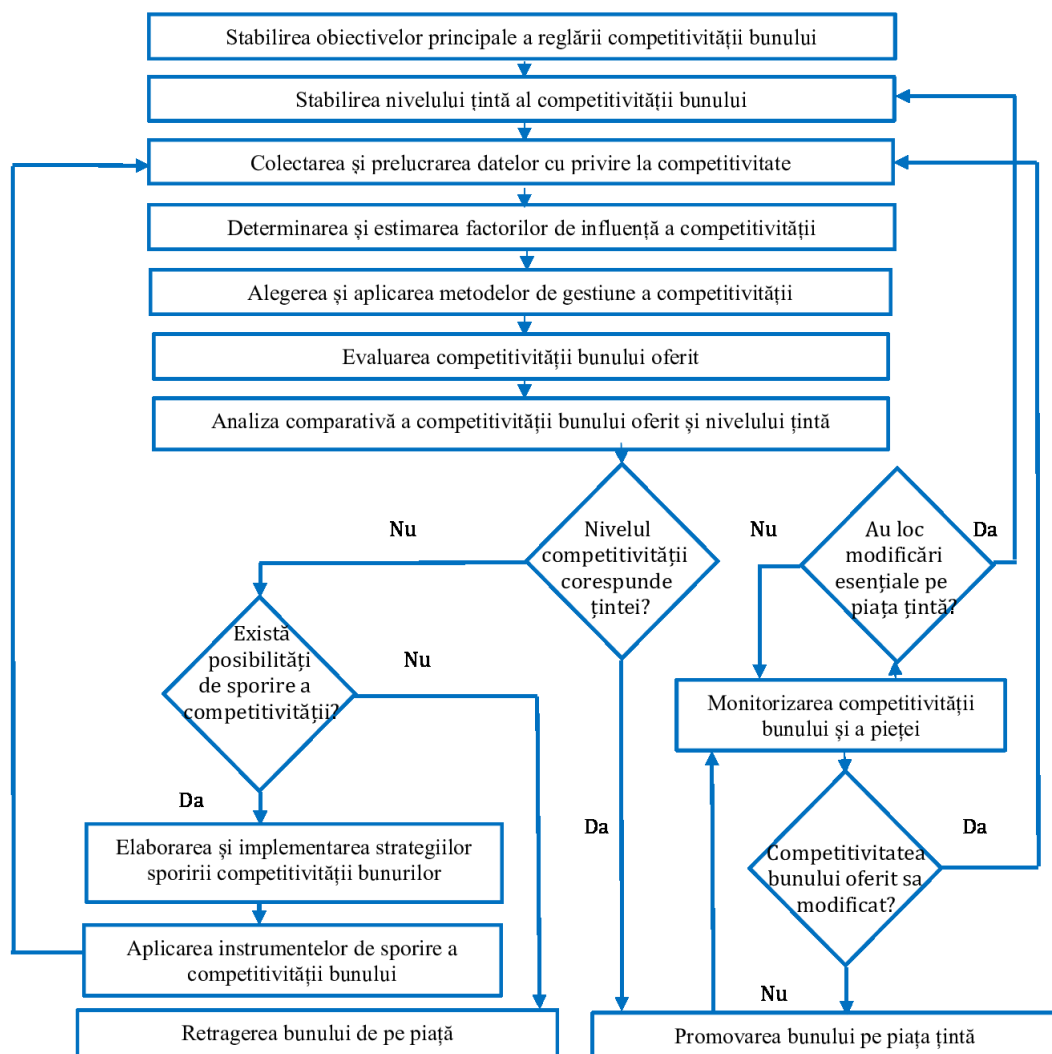 Stabilirea obiectivelor principale a reglării competitivității bunului
Stabilirea nivelului țintă al competitivității bunului
Colectarea și prelucrarea datelor cu privire la competitivitate
Determinarea și estimarea factorilor de influență a competitivității
Alegerea și aplicarea metodelor de gestiune a competitivității
Evaluarea competitivității bunului oferit
Analiza comparativă a competitivității bunului oferit și nivelului țintă
Nu
Nivelul
competitivității
corespunde
țintei?
Nu
Au loc
modificări
esențiale pe
piața țintă?
Da
Există
posibilități
de sporire a
competitivității?
Nu
Monitorizarea competitivității
bunului și a pieței
Da
Da
Da
Elaborarea și implementarea strategiilor
sporirii competitivității bunurilor
Competitivitatea
bunului oferit sa
modificat?
Aplicarea instrumentelor de sporire a
competitivității bunului
Nu
Retragerea bunului de pe piață
Promovarea bunului pe piața țintă